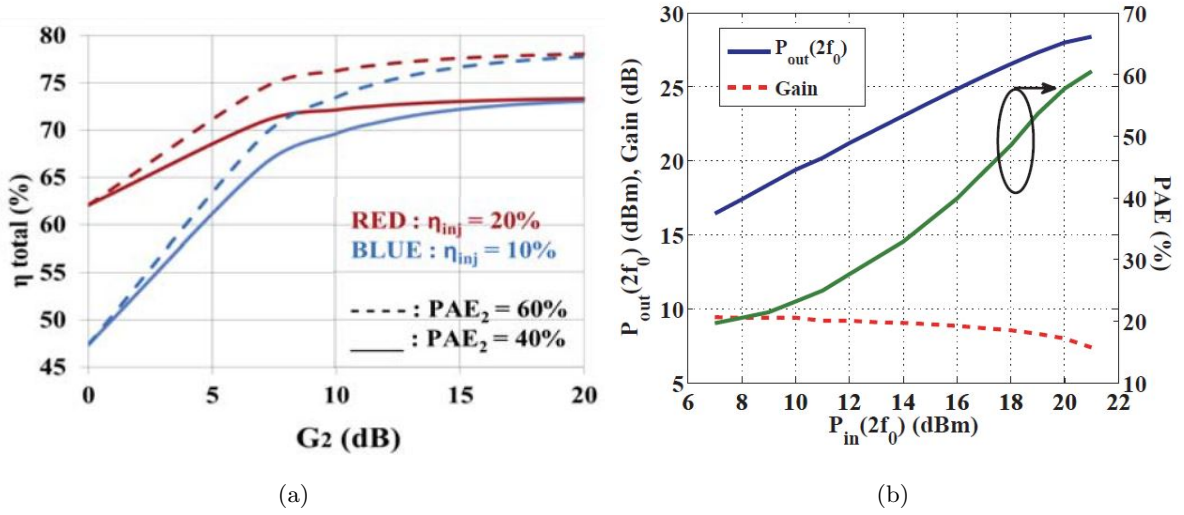 80
75
70
65
60
55
50
45
η total (%)
0
5
10
15
20
G2 (dB)
RED : ηinj = 20%
BLUE : ηinj = 10%
: PAE2 = 60%
: PAE2 = 40%
(a)
30
25
20
15
10
5
Pout(2f0) (dBm), Gain (dB)
Pout(2f0)
Gain
70
60
50
40
30
20
10
PAE (%)
6
8
10
12
14
16
18
20
22
Pin(2f0) (dBm)
(b)